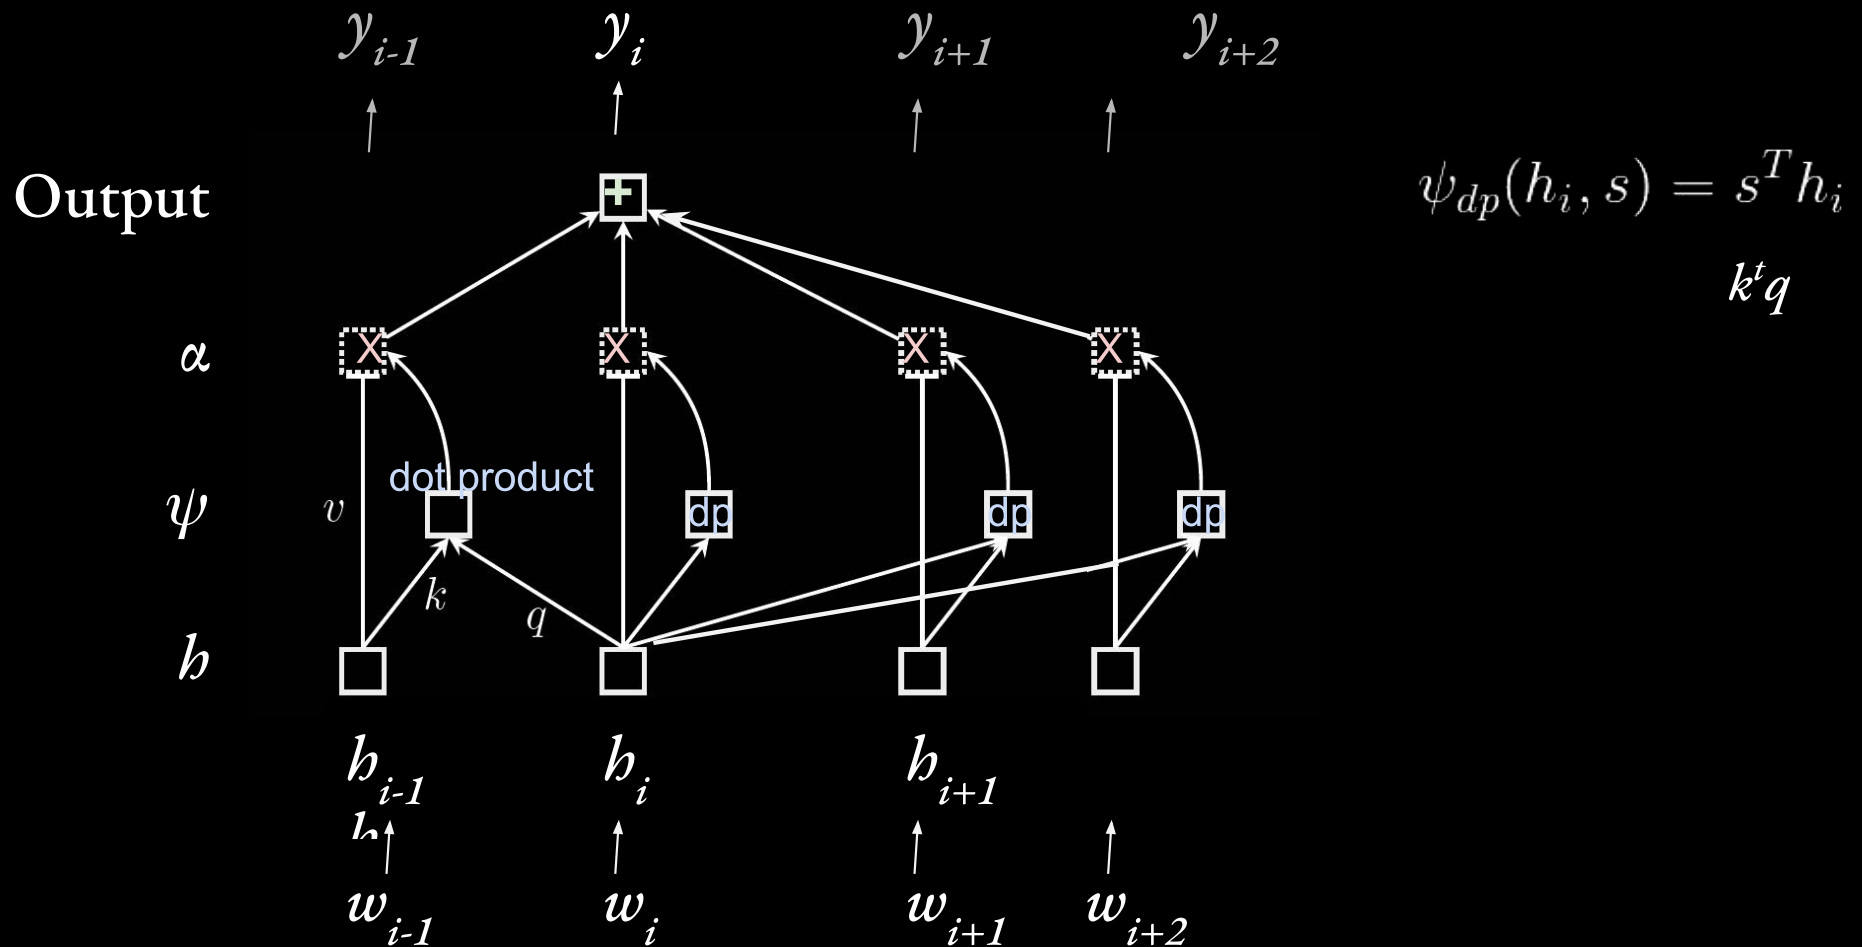 y_{i-1} y_i y_{i+1} y_{i+2}
Output +
ψ_{dp}(h_i, s) = s^T h_i
k^t q
α X X X X
dot product
ψ v dp dp dp
k q
h
h_{i-1} h_i h_{i+1}
h
w_{i-1} w_i w_{i+1} w_{i+2}